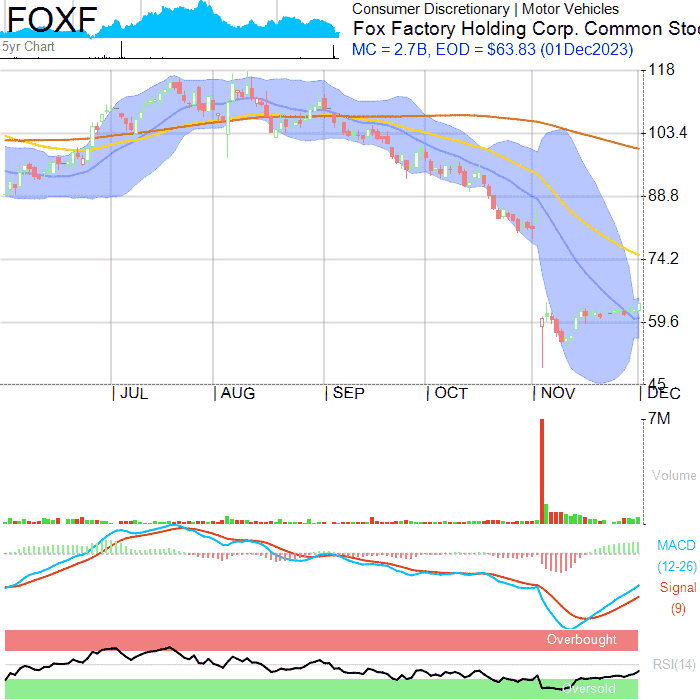 FOXF
5yr Chart
Consumer Discretionary | Motor Vehicles
Fox Factory Holding Corp. Common Sto
MC = 2.7B, EOD = $63.83 (01Dec2023)
118
103.4
88.8
74.2
59.6
45
JUL
AUG
SEP
OCT
NOV
DEC
7M
Volume
MACD
(12-26)
Signal
(9)
Overbought
RSI(14)
Oversold